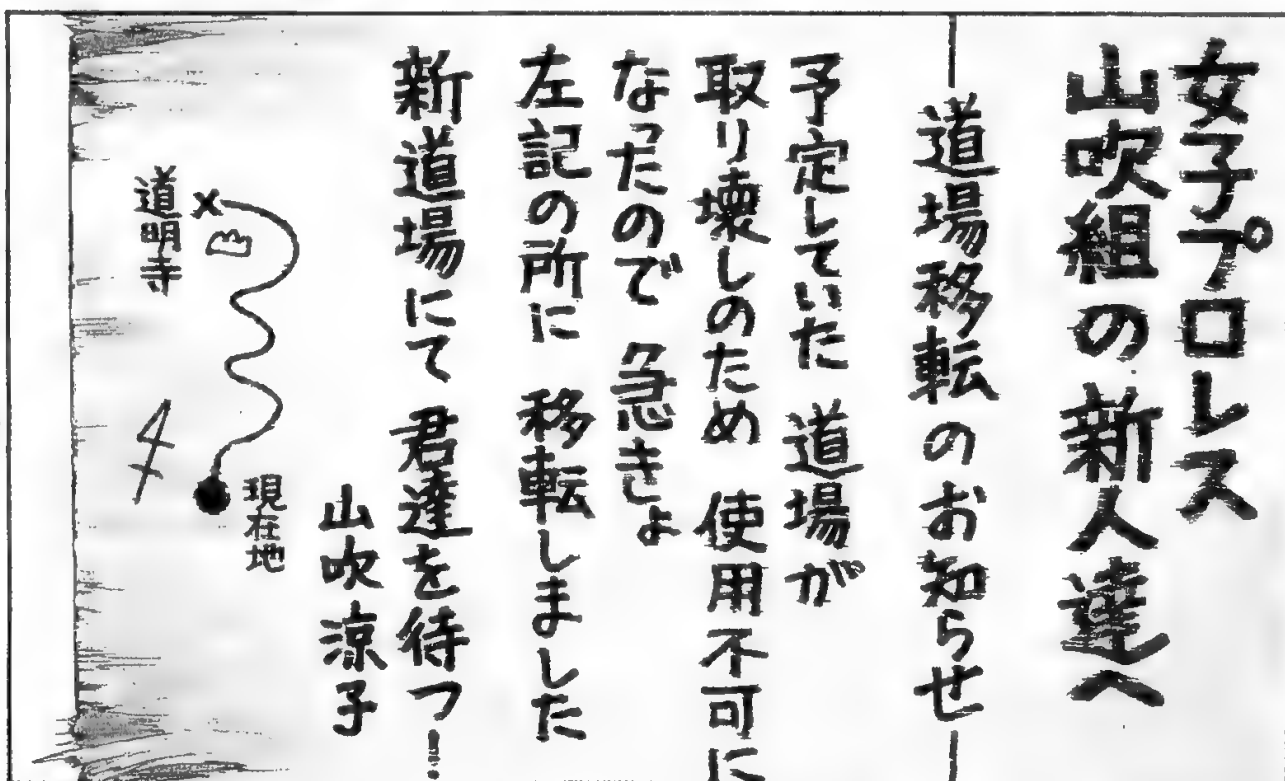 女子プロレス
山吹組の新人達へ
―道場移転のお知らせ―
予定していた 道場が
取り壊しのため 使用不可に
なったので 急きょ
左記の所に 移転しました
新道場にて 君達を待つ!
山吹涼子
現在地
道明寺